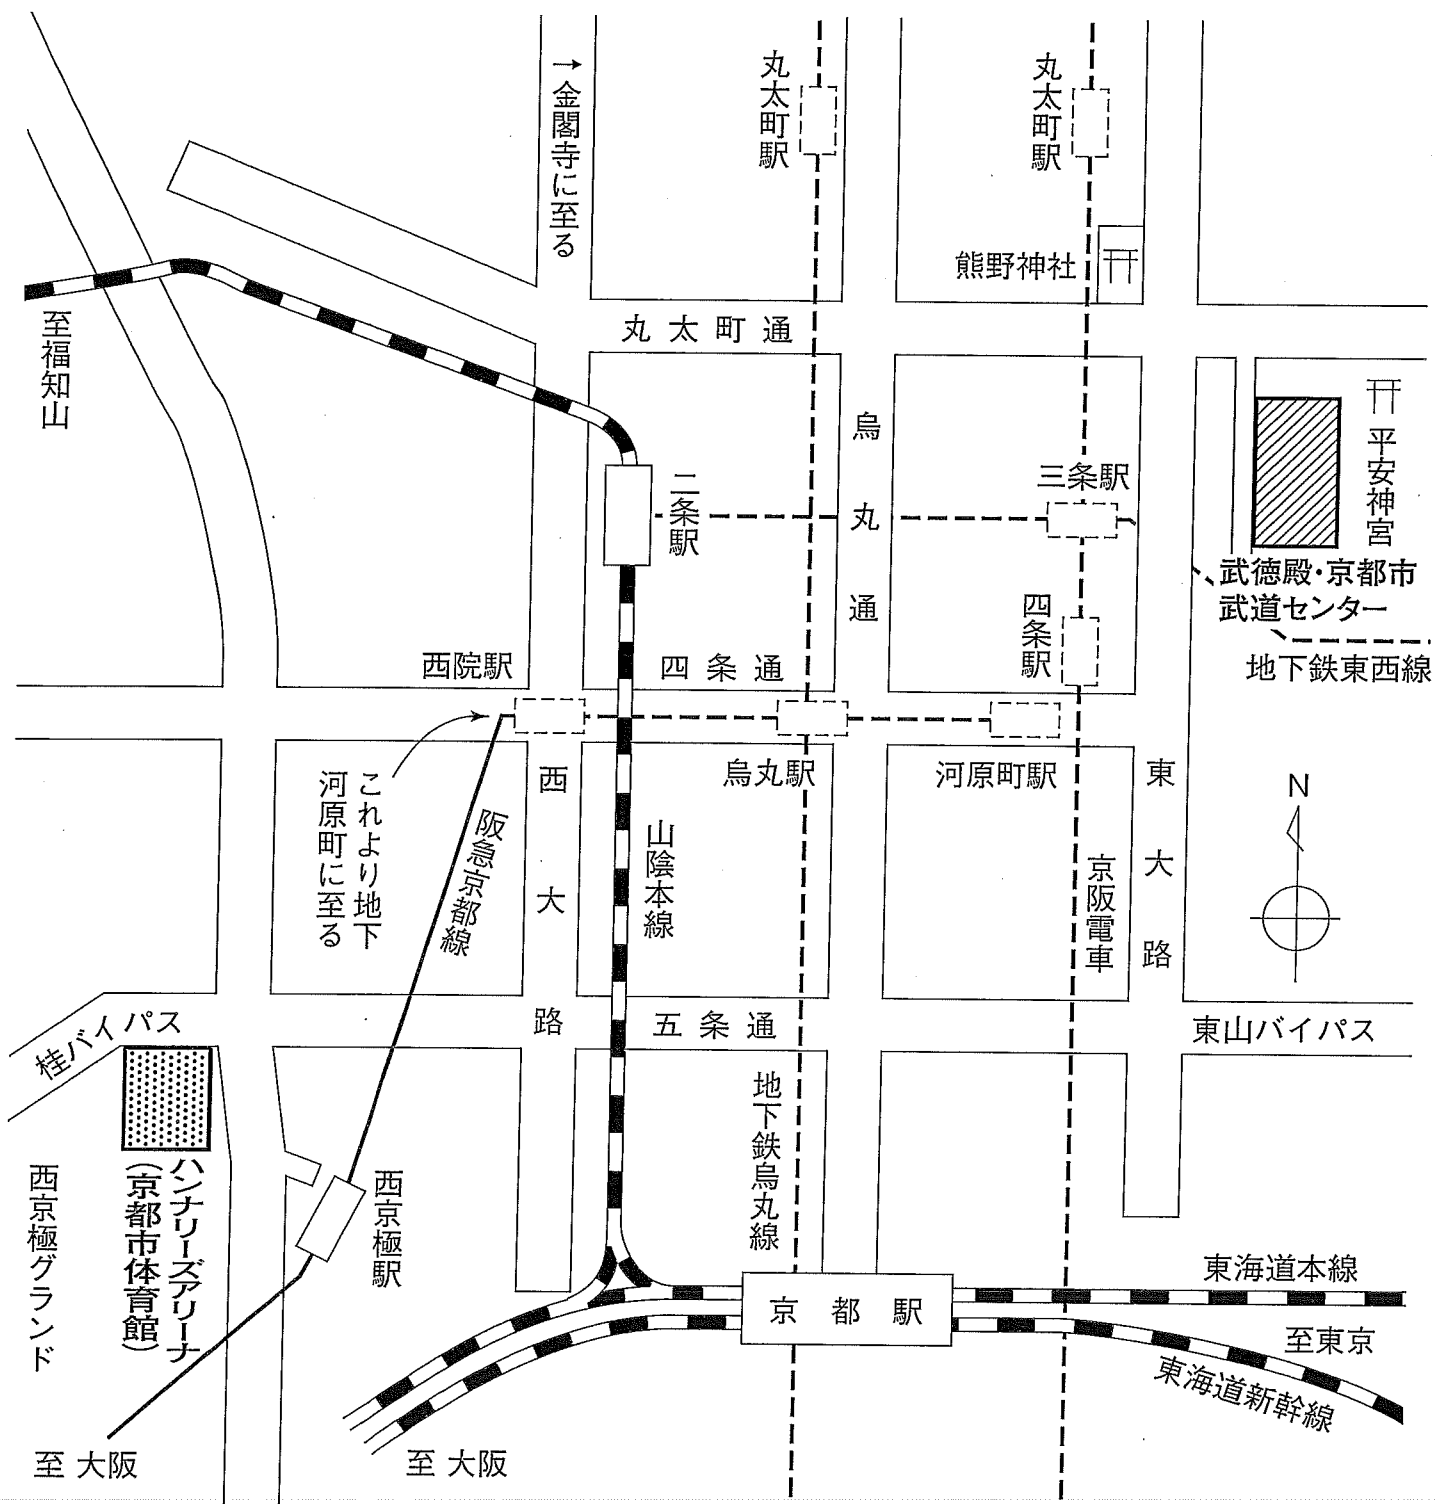 →金閣寺に至る
丸太町駅
丸太町駅
熊野神社
丸太町通
至福知山
烏丸通
二条駅
三条駅
平安神宮
武徳殿・京都市
武道センター
四条駅
地下鉄東西線
西院駅
四条通
烏丸駅
河原町駅
これより地下
河原町に至る
阪急京都線
西大路
山陰本線
京阪電車
東大路
N
桂バイパス
五条通
東山バイパス
地下鉄烏丸線
西京極グランド
ハンナリーズアリーナ
(京都市体育館)
西京極駅
京都駅
東海道本線
至東京
東海道新幹線
至 大阪
至 大阪